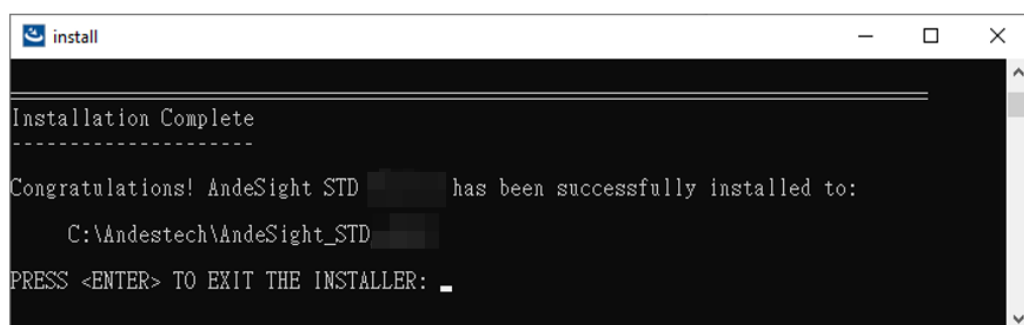 install
Installation Complete
---------------------
Congratulations! AndeSight STD has been successfully installed to:
C:\Andestech\AndeSight_STD
PRESS <ENTER> TO EXIT THE INSTALLER: